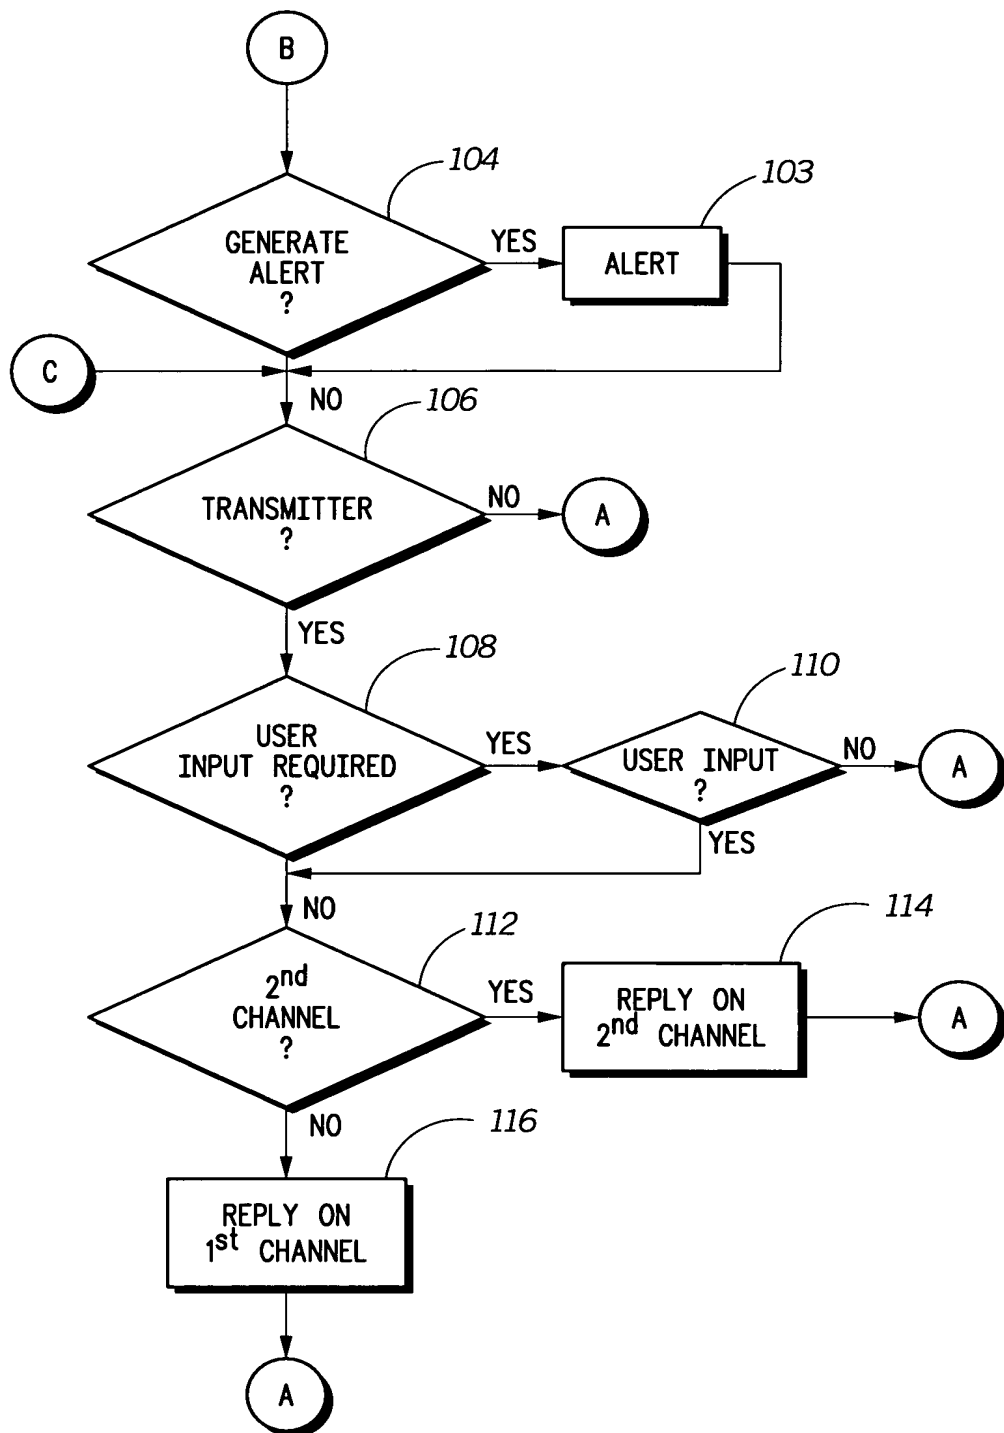 B
104
GENERATE
ALERT
?
YES
103
ALERT
C
NO
106
TRANSMITTER
?
NO
A
YES
108
USER
INPUT REQUIRED
?
YES
110
USER INPUT
?
NO
A
YES
NO
112
2nd
CHANNEL
?
YES
114
REPLY ON
2nd CHANNEL
A
NO
116
REPLY ON
1st CHANNEL
A